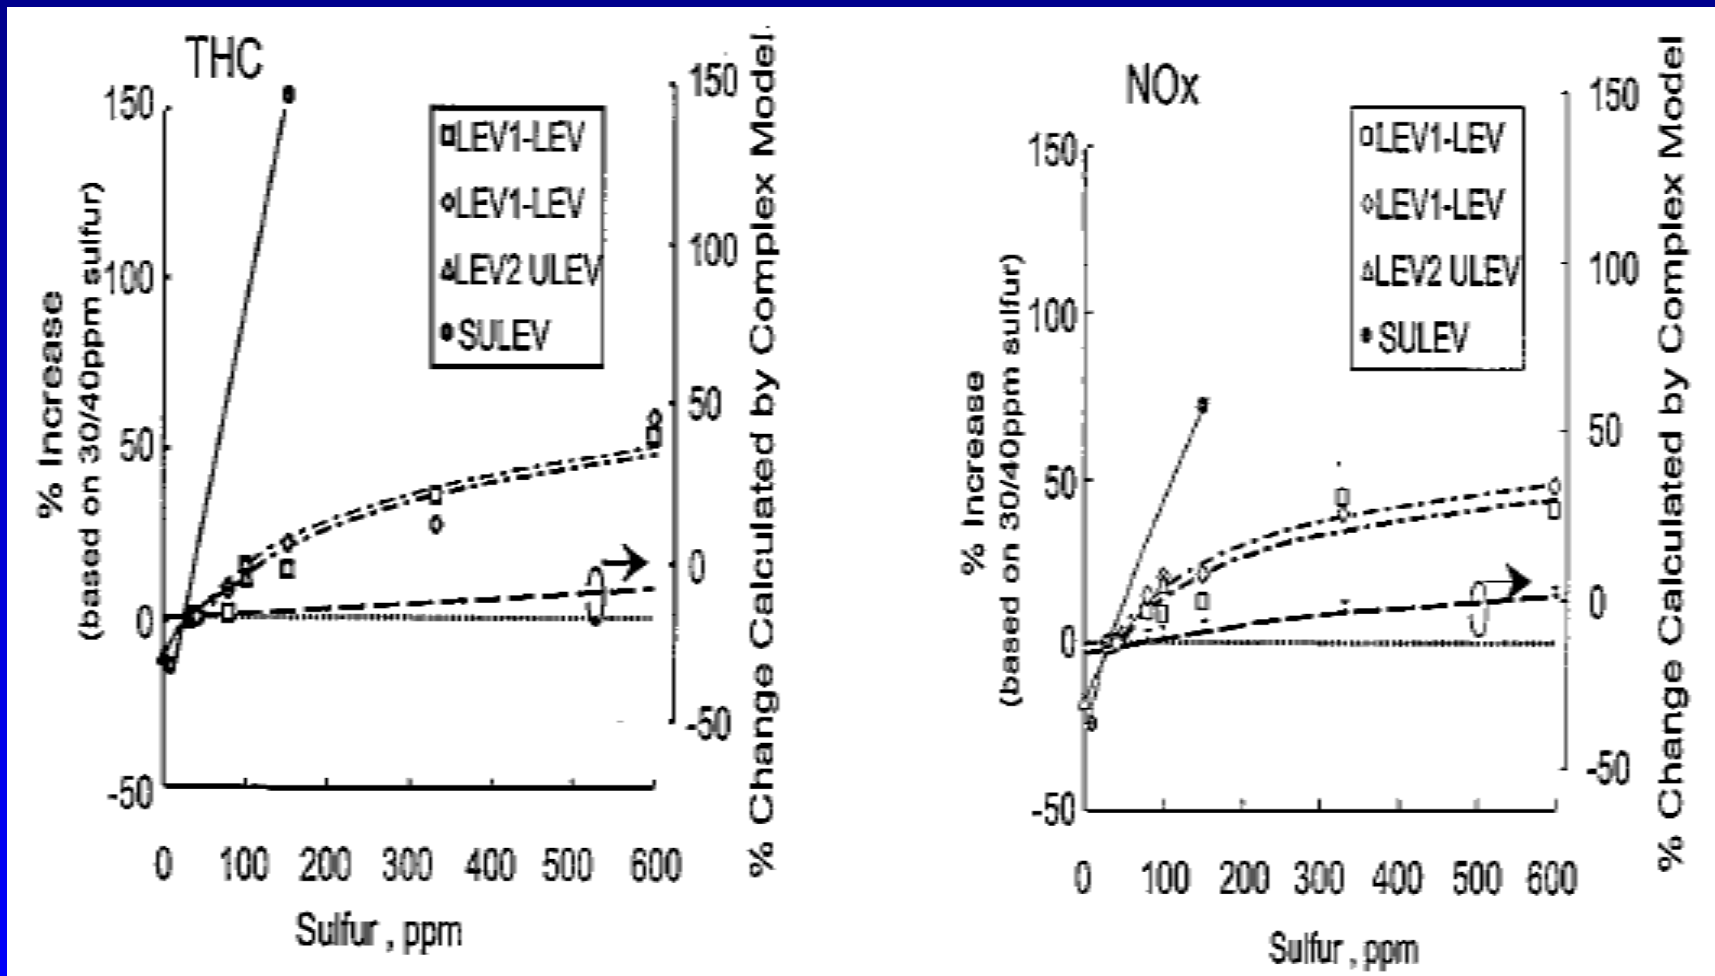 THC
150
100
50
0
-50
% Increase
(based on 30/40ppm sulfur)
LEV1-LEV
LEV1-LEV
LEV2 ULEV
SULEV
150
100
50
0
-50
% Change Calculated by Complex Model.
0 100 200 300 400 500 600
Sulfur , ppm
NOx
150
100
50
0
-50
% Increase
(based on 30/40ppm sulfur)
LEV1-LEV
LEV1-LEV
LEV2 ULEV
SULEV
150
100
50
0
-50
% Change Calculated by Complex Model
0 100 200 300 400 500 600
Sulfur , ppm